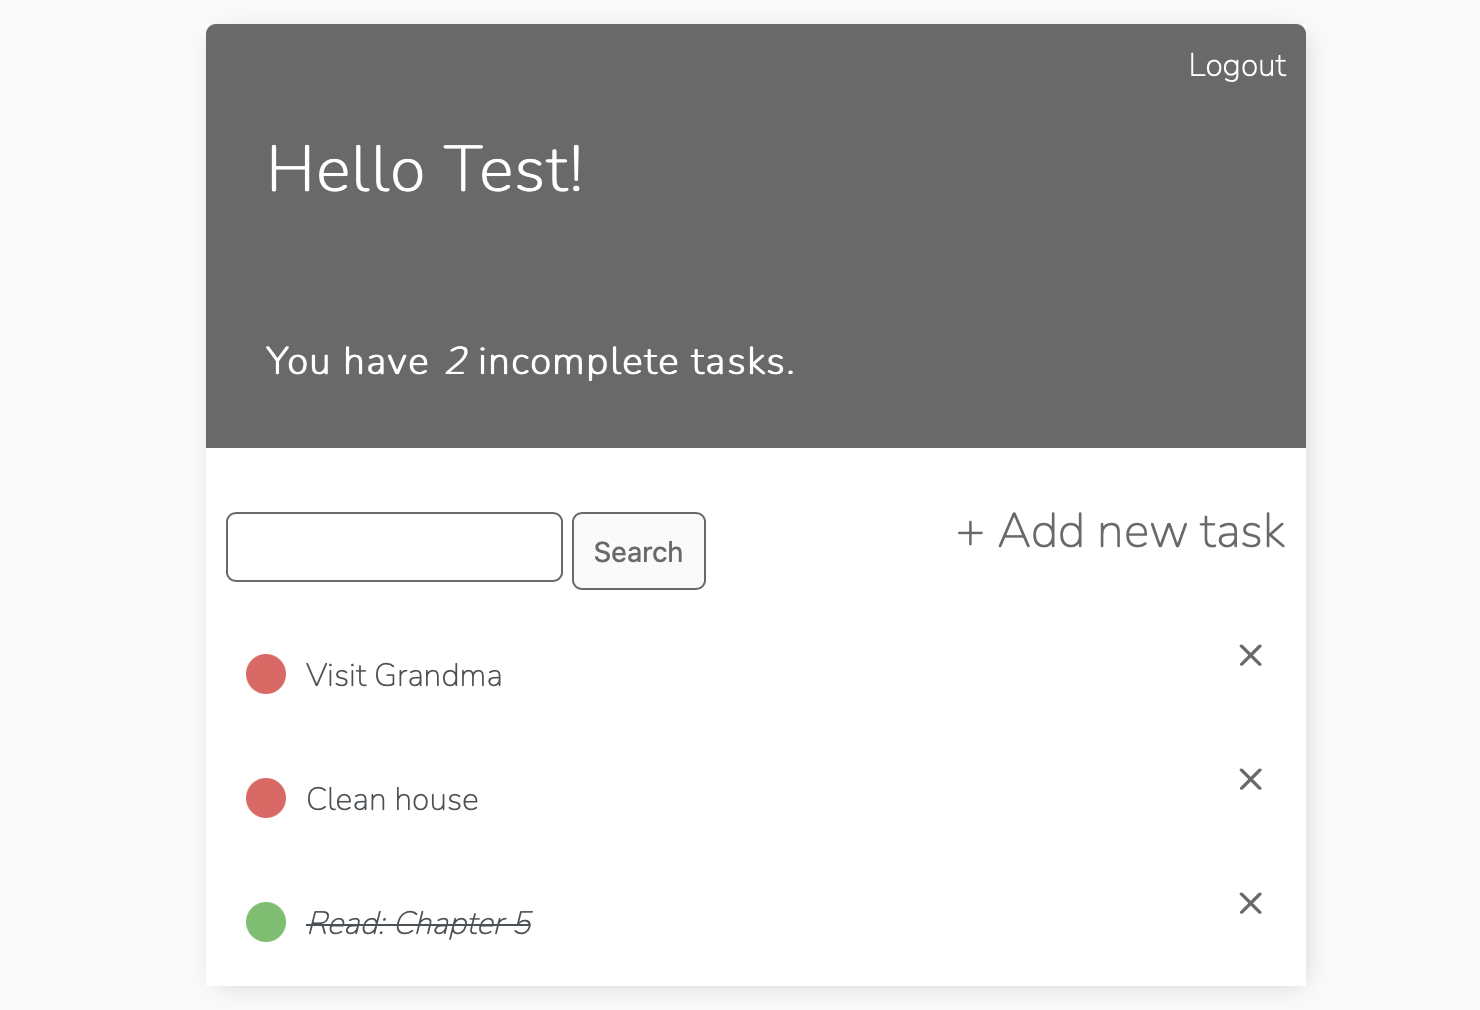 Logout
Hello Test!
You have 2 incomplete tasks.
Search
+ Add new task
Visit Grandma
Clean house
Read: Chapter 5